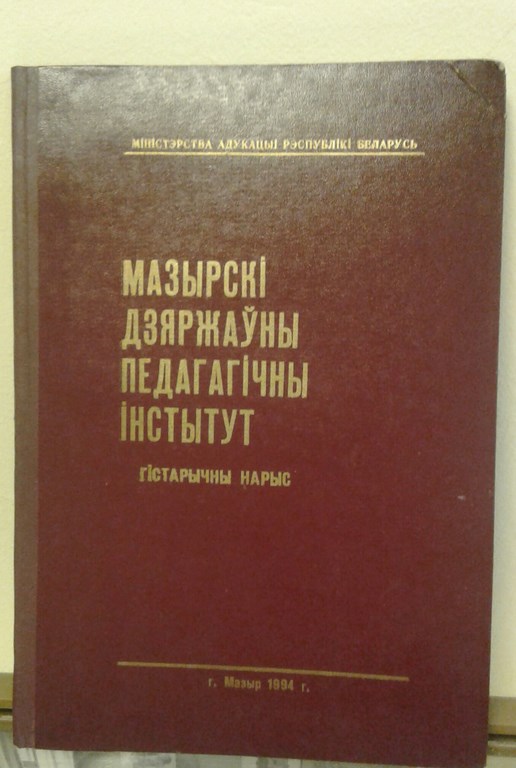 МІНІСТЭРСТВА АДУКАЦЫІ РЭСПУБЛІКІ БЕЛАРУСЬ
МАЗЫРСКІ
ДЗЯРЖАЎНЫ
ПЕДАГАГІЧНЫ
ІНСТЫТУТ
ГІСТАРЫЧНЫ НАРЫС
г. Мазыр 1994 г.